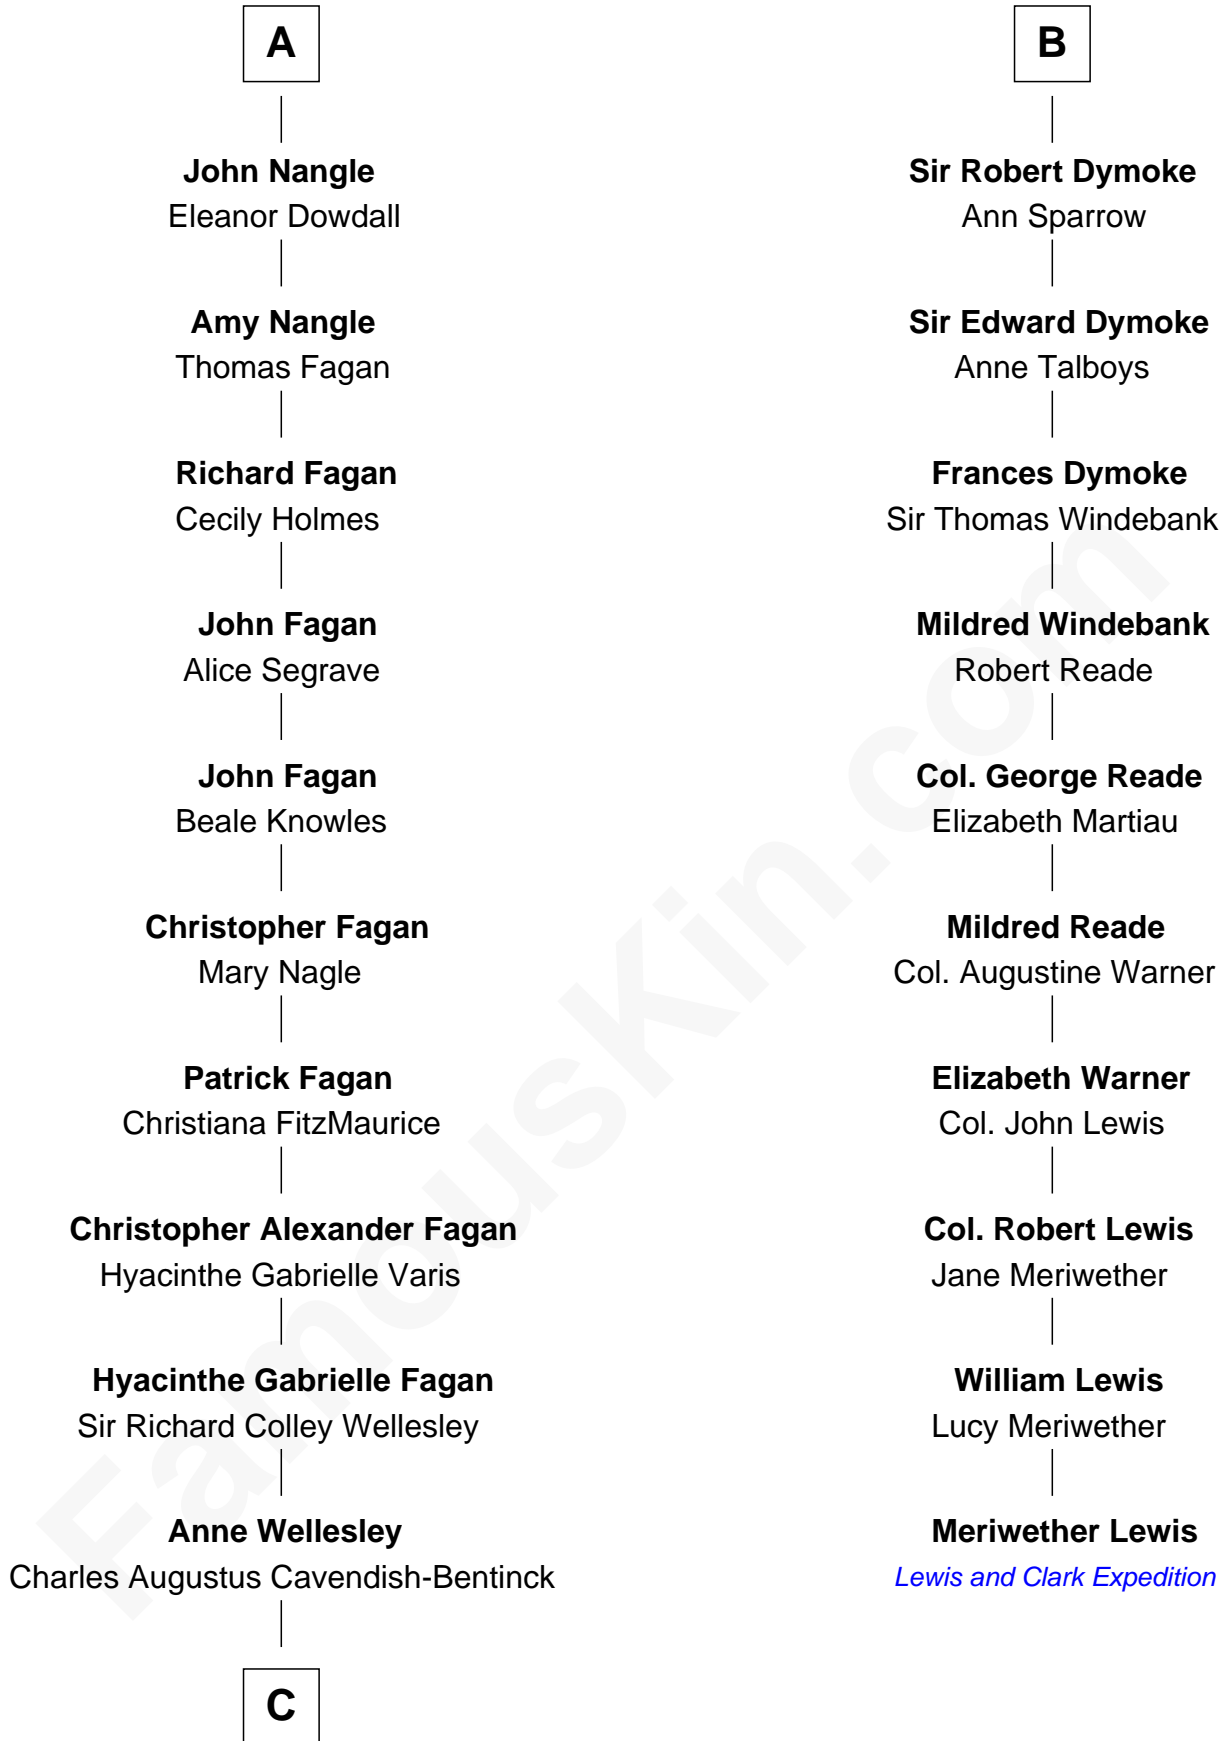 A
John Nangle
Eleanor Dowdall
Amy Nangle
Thomas Fagan
Richard Fagan
Cecily Holmes
John Fagan
Alice Segrave
John Fagan
Beale Knowles
Christopher Fagan
Mary Nagle
Patrick Fagan
Christiana FitzMaurice
Christopher Alexander Fagan
Hyacinthe Gabrielle Varis
Hyacinthe Gabrielle Fagan
Sir Richard Colley Wellesley
Anne Wellesley
Charles Augustus Cavendish-Bentinck
C
B
Sir Robert Dymoke
Ann Sparrow
Sir Edward Dymoke
Anne Talboys
Frances Dymoke
Sir Thomas Windebank
Mildred Windebank
Robert Reade
Col. George Reade
Elizabeth Martiau
Mildred Reade
Col. Augustine Warner
Elizabeth Warner
Col. John Lewis
Col. Robert Lewis
Jane Meriwether
William Lewis
Lucy Meriwether
Meriwether Lewis
Lewis and Clark Expedition
FamousKin.com